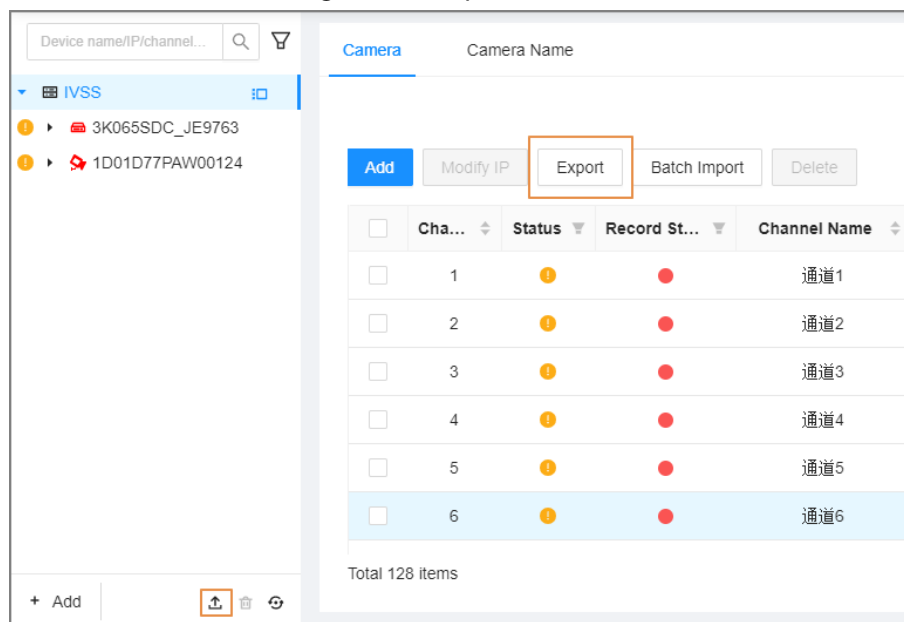 Device name/IP/channel...
IVSS
3K065SDC_JE9763
1D01D77PAW00124
+ Add
Camera Camera Name
Add Modify IP Export Batch Import Delete
Cha... Status Record St... Channel Name
1 通道1
2 通道2
3 通道3
4 通道4
5 通道5
6 通道6
Total 128 items